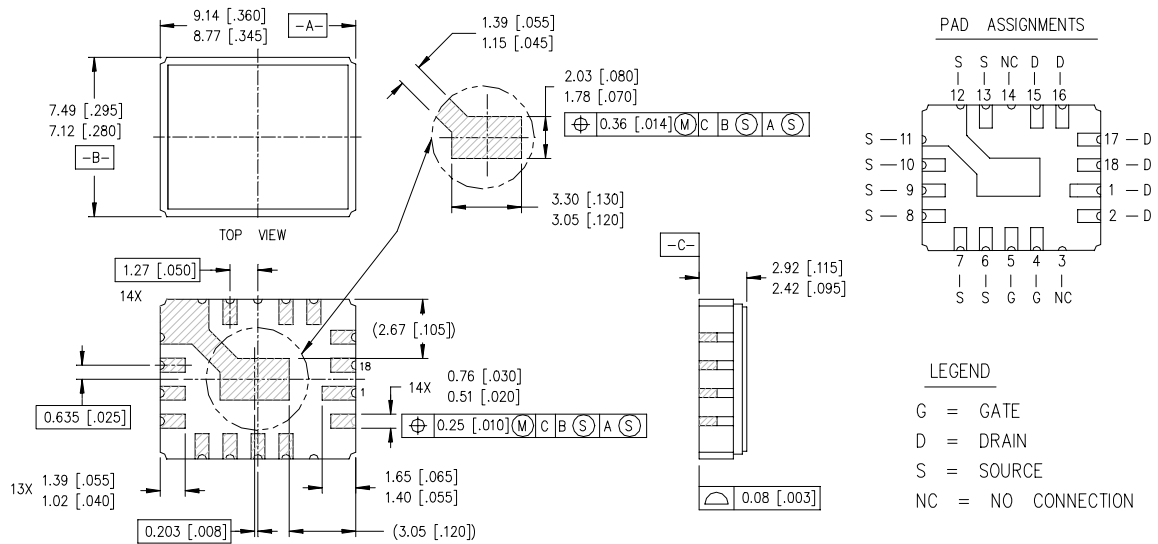 9.14 [.360]
8.77 [.345]
-A-
7.49 [.295]
7.12 [.280]
-B-
TOP VIEW
1.39 [.055]
1.15 [.045]
2.03 [.080]
1.78 [.070]
⌖ 0.36 [.014] Ⓜ C B Ⓢ A Ⓢ
3.30 [.130]
3.05 [.120]
1.27 [.050]
14X
(2.67 [.105])
18
1
0.635 [.025]
14X
0.76 [.030]
0.51 [.020]
⌖ 0.25 [.010] Ⓜ C B Ⓢ A Ⓢ
13X
1.39 [.055]
1.02 [.040]
1.65 [.065]
1.40 [.055]
0.203 [.008]
(3.05 [.120])
-C-
2.92 [.115]
2.42 [.095]
⌓ 0.08 [.003]
PAD ASSIGNMENTS
S S NC D D
12 13 14 15 16
S — 11
17 — D
S — 10
18 — D
S — 9
1 — D
S — 8
2 — D
7 6 5 4 3
S S G G NC
LEGEND
G = GATE
D = DRAIN
S = SOURCE
NC = NO CONNECTION